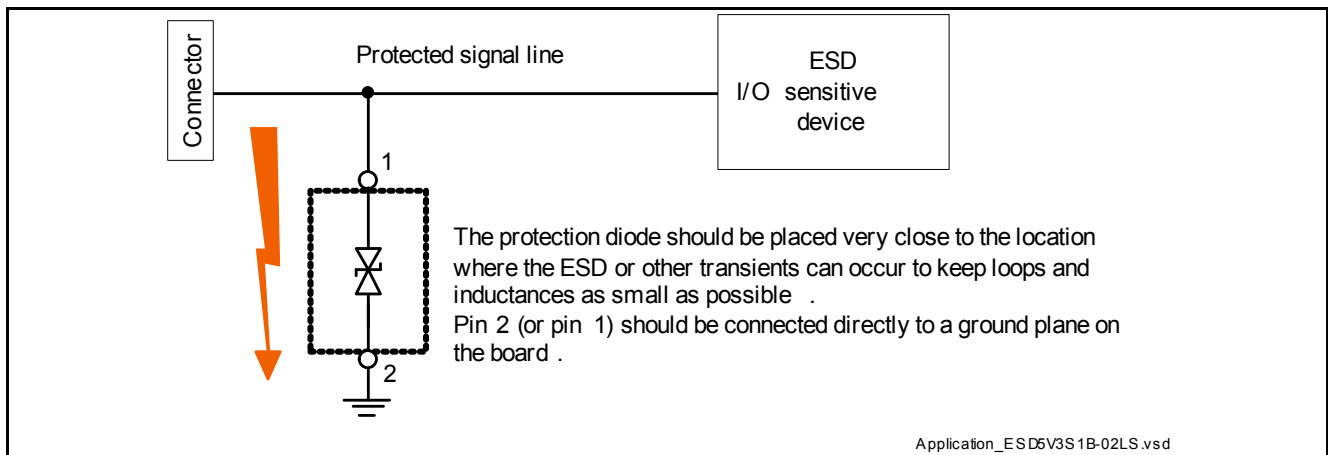 Connector
Protected signal line
ESD
I/O sensitive
device
1
The protection diode should be placed very close to the location
where the ESD or other transients can occur to keep loops and
inductances as small as possible .
Pin 2 (or pin 1) should be connected directly to a ground plane on
the board .
2
Application_ESD5V3S1B-02LS.vsd